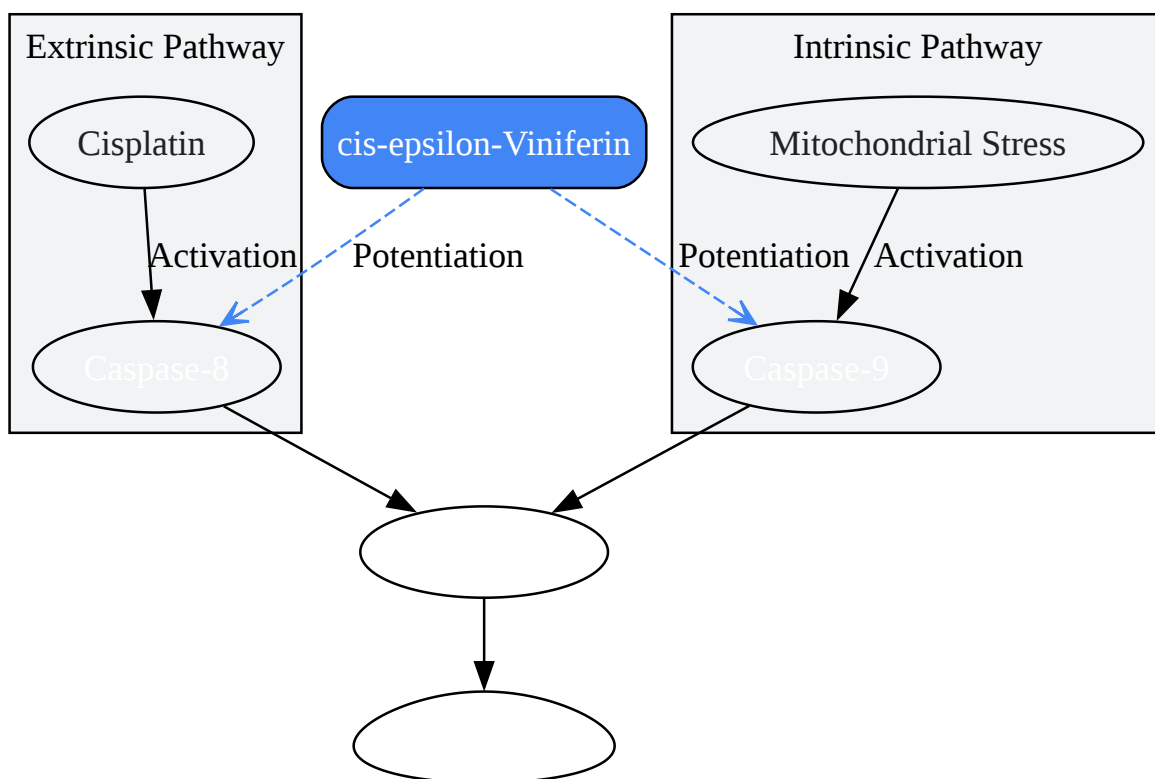 Extrinsic Pathway
Intrinsic Pathway
Cisplatin
cis-epsilon-Viniferin
Mitochondrial Stress
Activation
Potentiation
Potentiation
Activation
Caspase-8
Caspase-9